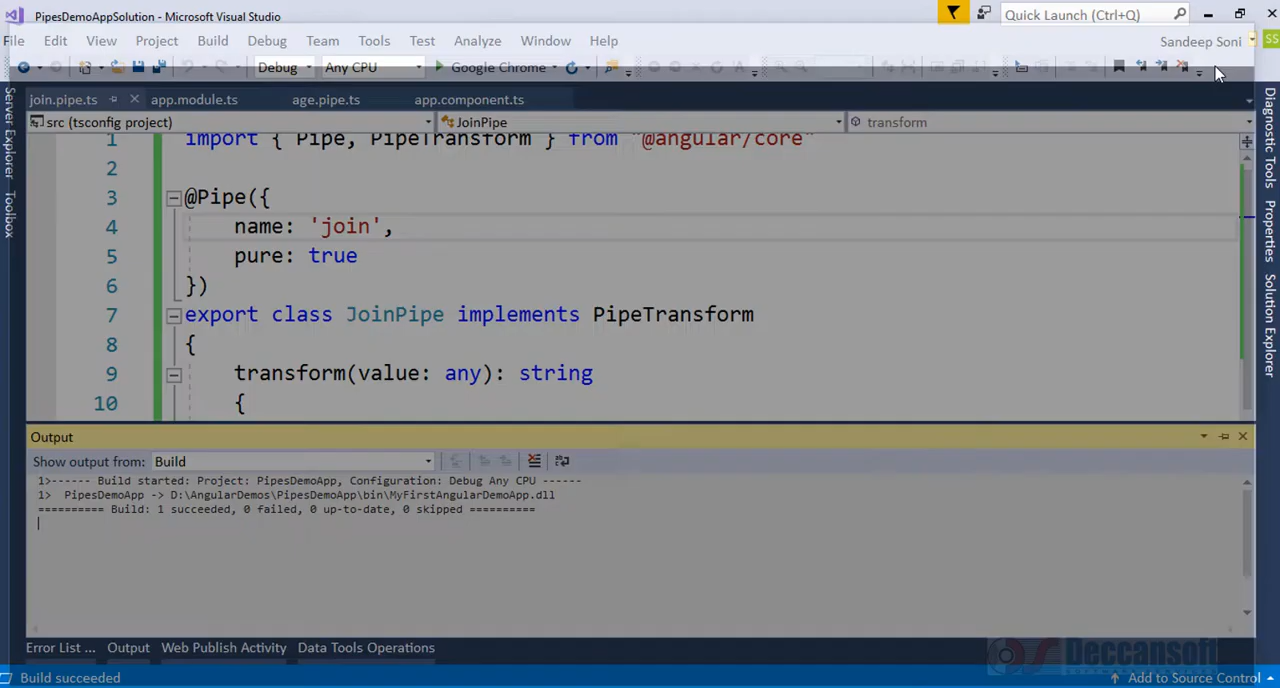 PipesDemoAppSolution - Microsoft Visual Studio
Quick Launch (Ctrl+Q)
File Edit View Project Build Debug Team Tools Test Analyze Window Help
Sandeep Soni SS
Debug Any CPU Google Chrome
join.pipe.ts app.module.ts age.pipe.ts app.component.ts
src (tsconfig project) JoinPipe transform
1 import { Pipe, PipeTransform } from "@angular/core"
2
3 @Pipe({
4 name: 'join',
5 pure: true
6 })
7 export class JoinPipe implements PipeTransform
8 {
9 transform(value: any): string
10 {
Server Explorer
Toolbox
Diagnostic Tools
Properties
Solution Explorer
Output
Show output from: Build
1>------ Build started: Project: PipesDemoApp, Configuration: Debug Any CPU ------
1> PipesDemoApp -> D:\AngularDemos\PipesDemoApp\bin\MyFirstAngularDemoApp.dll
========== Build: 1 succeeded, 0 failed, 0 up-to-date, 0 skipped ==========
Error List ... Output Web Publish Activity Data Tools Operations
Deccansoft
Build succeeded
Add to Source Control